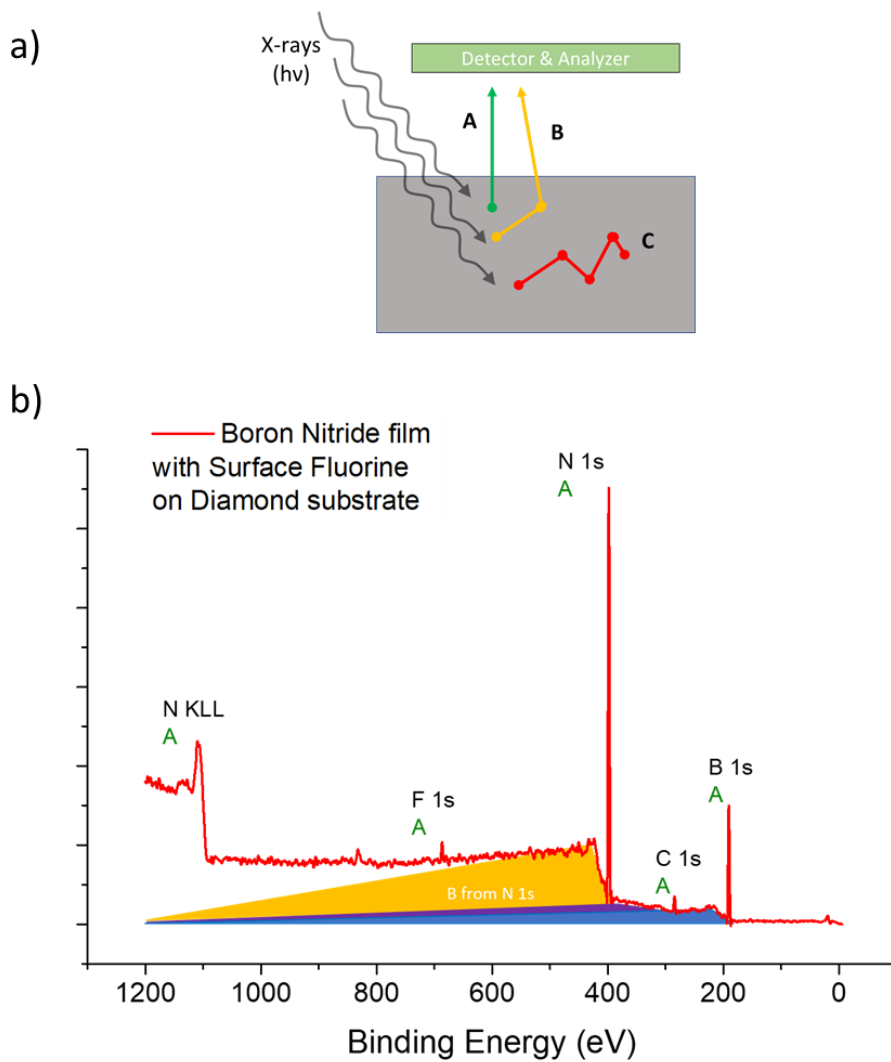 a)
X-rays
(hν)
Detector & Analyzer
A
B
C
b)
Boron Nitride film
with Surface Fluorine
on Diamond substrate
N 1s
A
N KLL
A
F 1s
A
B 1s
A
C 1s
A
B from N 1s
1200 1000 800 600 400 200 0
Binding Energy (eV)